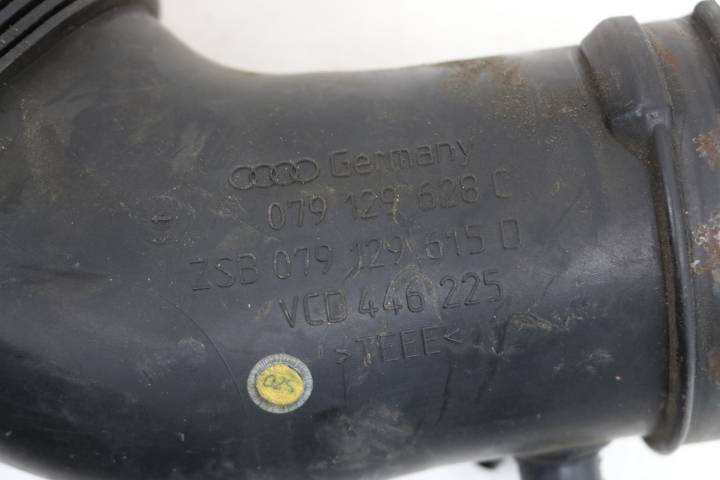 Germany
079 129 628 C
ZSB 079 129 615 D
VCD 446 225
>TEEE<
025